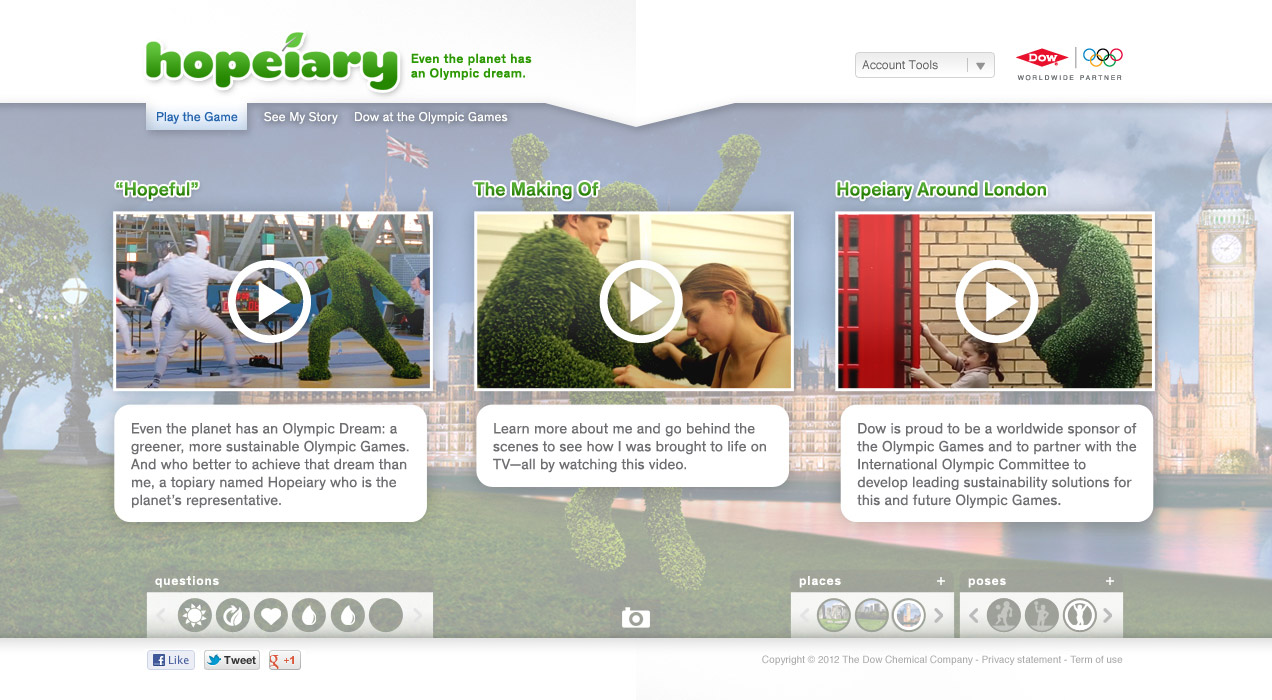 hopeiary
Even the planet has
an Olympic dream.
Account Tools
DOW
WORLDWIDE PARTNER
Play the Game
See My Story
Dow at the Olympic Games
“Hopeful”
The Making Of
Hopeiary Around London
Even the planet has an Olympic Dream: a
greener, more sustainable Olympic Games.
And who better to achieve that dream than
me, a topiary named Hopeiary who is the
planet’s representative.
Learn more about me and go behind the
scenes to see how I was brought to life on
TV—all by watching this video.
Dow is proud to be a worldwide sponsor of
the Olympic Games and to partner with the
International Olympic Committee to
develop leading sustainability solutions for
this and future Olympic Games.
questions
places +
poses +
Like
Tweet
g +1
Copyright © 2012 The Dow Chemical Company - Privacy statement - Term of use